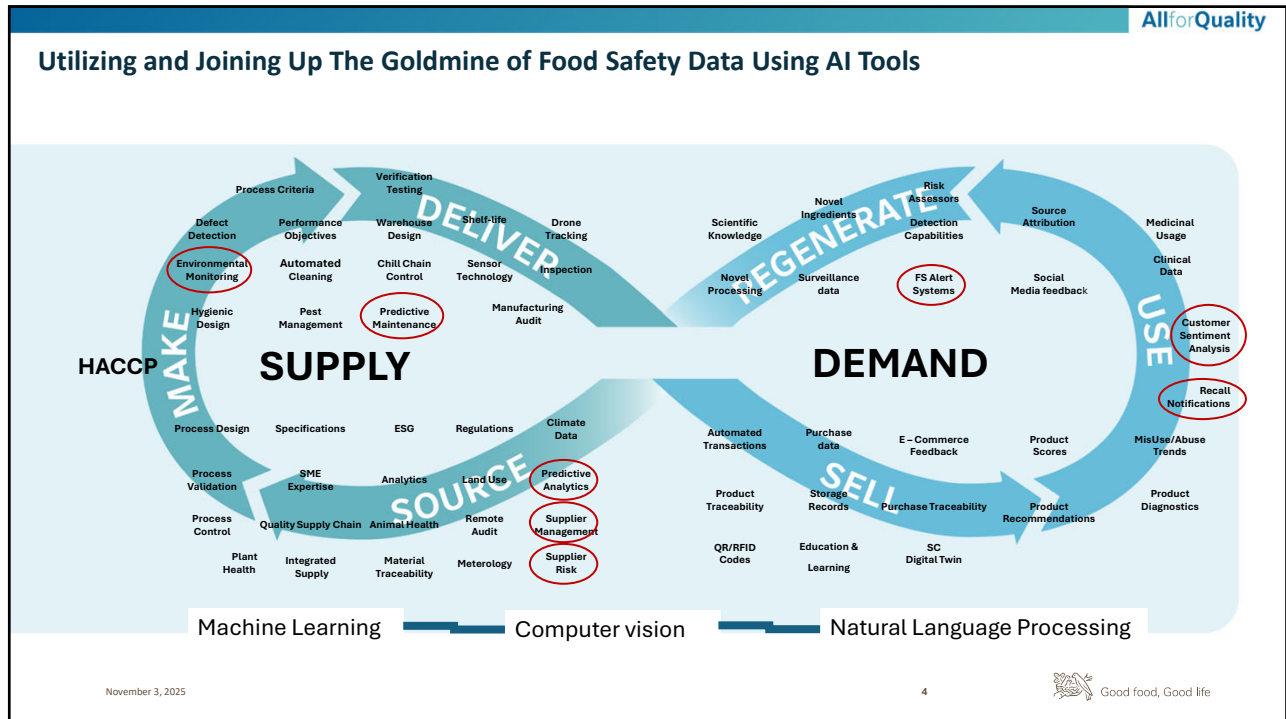 AllforQuality
Utilizing and Joining Up The Goldmine of Food Safety Data Using AI Tools
Process Criteria
Verification
Testing
DELIVER
Defect
Detection
Performance
Objectives
Warehouse
Design
Shelf-life
Drone
Tracking
Environmental
Monitoring
Automated
Cleaning
Chill Chain
Control
Sensor
Technology
Inspection
Hygienic
Design
Pest
Management
Predictive
Maintenance
Manufacturing
Audit
MAKE
HACCP
SUPPLY
Process Design
Specifications
ESG
Regulations
Climate
Data
Process
Validation
SME
Expertise
Analytics
Land Use
Predictive
Analytics
SOURCE
Process
Control
Quality Supply Chain
Animal Health
Remote
Audit
Supplier
Management
Plant
Health
Integrated
Supply
Material
Traceability
Meterology
Supplier
Risk
REGENERATE
Scientific
Knowledge
Novel
Ingredients
Risk
Assessors
Detection
Capabilities
Source
Attribution
Medicinal
Usage
Clinical
Data
Novel
Processing
Surveillance
data
FS Alert
Systems
Social
Media feedback
USE
Customer
Sentiment
Analysis
DEMAND
Recall
Notifications
Automated
Transactions
Purchase
data
E – Commerce
Feedback
Product
Scores
MisUse/Abuse
Trends
SELL
Product
Traceability
Storage
Records
Purchase Traceability
Product
Recommendations
Product
Diagnostics
QR/RFID
Codes
Education &
Learning
SC
Digital Twin
Machine Learning
Computer vision
Natural Language Processing
November 3, 2025
4
Good food, Good life